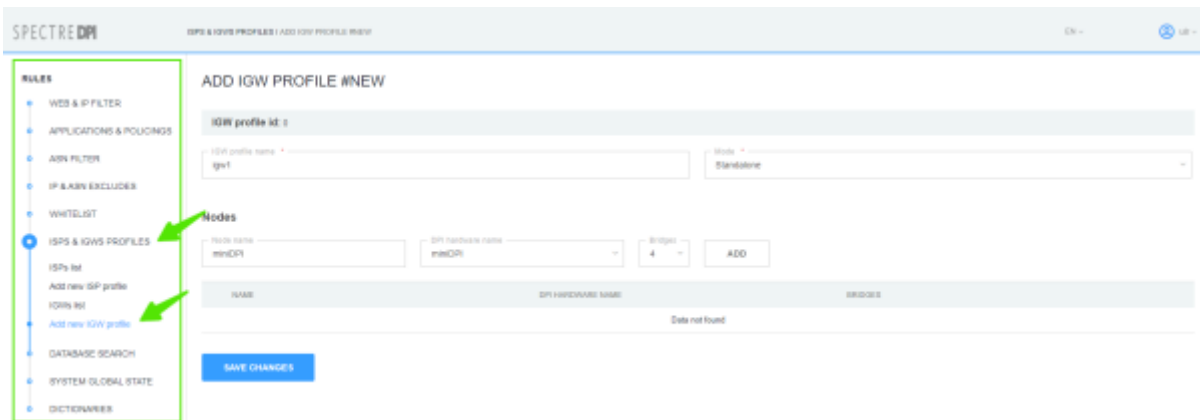 SPECTREDPI
ISPS & IGWS PROFILES / ADD IGW PROFILE #NEW
EN
RULES
WEB & IP FILTER
APPLICATIONS & POLICINGS
ASN FILTER
IP & ASN EXCLUDES
WHITELIST
ISPS & IGWS PROFILES
ISPs list
Add new ISP profile
IGWs list
Add new IGW profile
DATABASE SEARCH
SYSTEM GLOBAL STATE
DICTIONARIES
ADD IGW PROFILE #NEW
IGW profile id:
IGW profile name *
igw1
Mode *
Standalone
Nodes
Node name
miniDPI
DPI hardware name
miniDPI
Bridges
4
ADD
NAME
DPI HARDWARE NAME
BRIDGES
Data not found
SAVE CHANGES